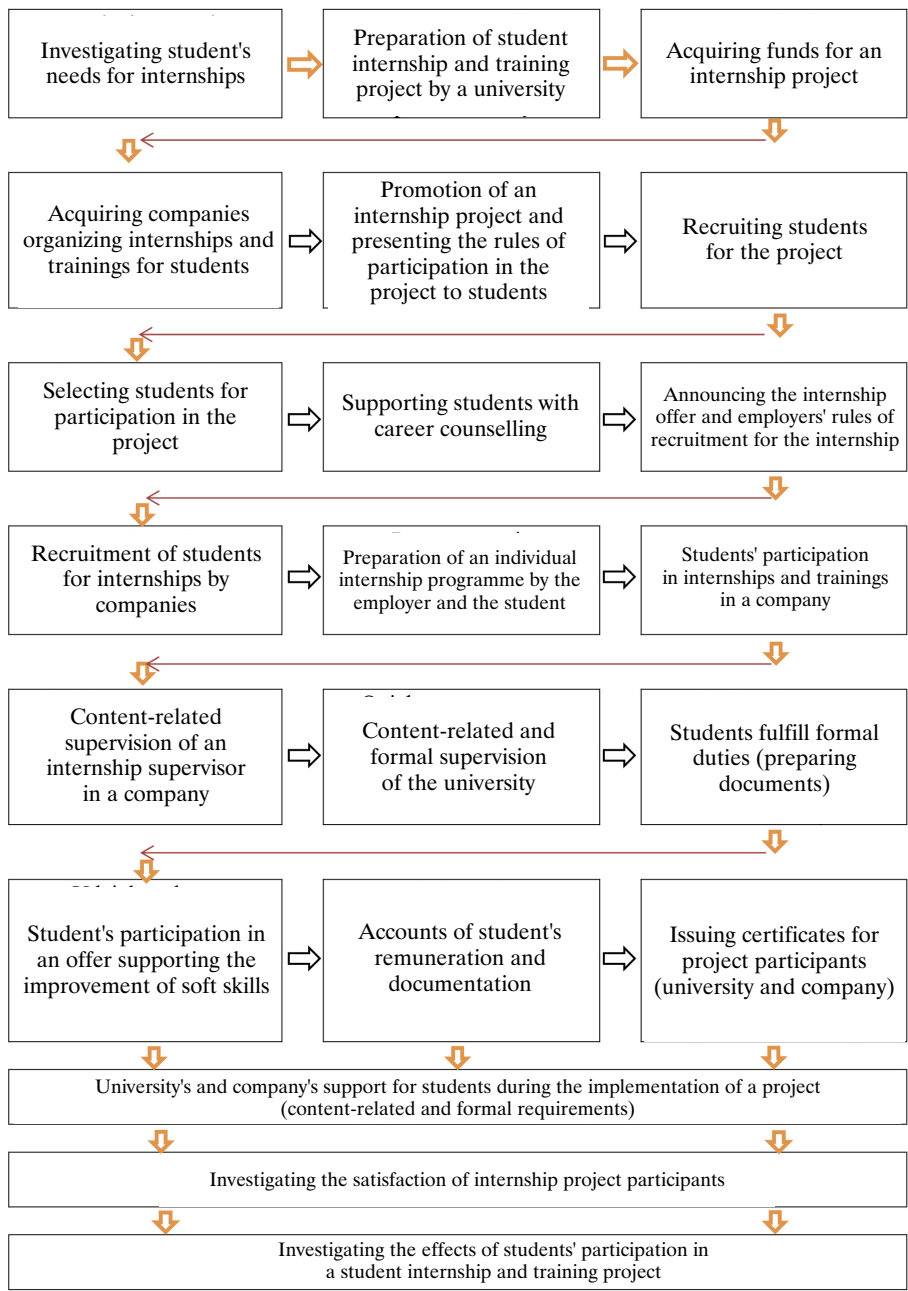 Investigating student's
needs for internships
Preparation of student
internship and training
project by a university
Acquiring funds for an
internship project
Acquiring companies
organizing internships and
trainings for students
Promotion of an
internship project and
presenting the rules of
participation in the
project to students
Recruiting students
for the project
Selecting students for
participation in the
project
Supporting students with
career counselling
Announcing the internship
offer and employers' rules of
recruitment for the internship
Recruitment of students
for internships by
companies
Preparation of an individual
internship programme by the
employer and the student
Students' participation
in internships and trainings
in a company
Content-related
supervision of an
internship supervisor
in a company
Content-related and
formal supervision
of the university
Students fulfill formal
duties (preparing
documents)
Student's participation in
an offer supporting the
improvement of soft skills
Accounts of student's
remuneration and
documentation
Issuing certificates for
project participants
(university and company)
University's and company's support for students during the implementation of a project
(content-related and formal requirements)
Investigating the satisfaction of internship project participants
Investigating the effects of students' participation in
a student internship and training project